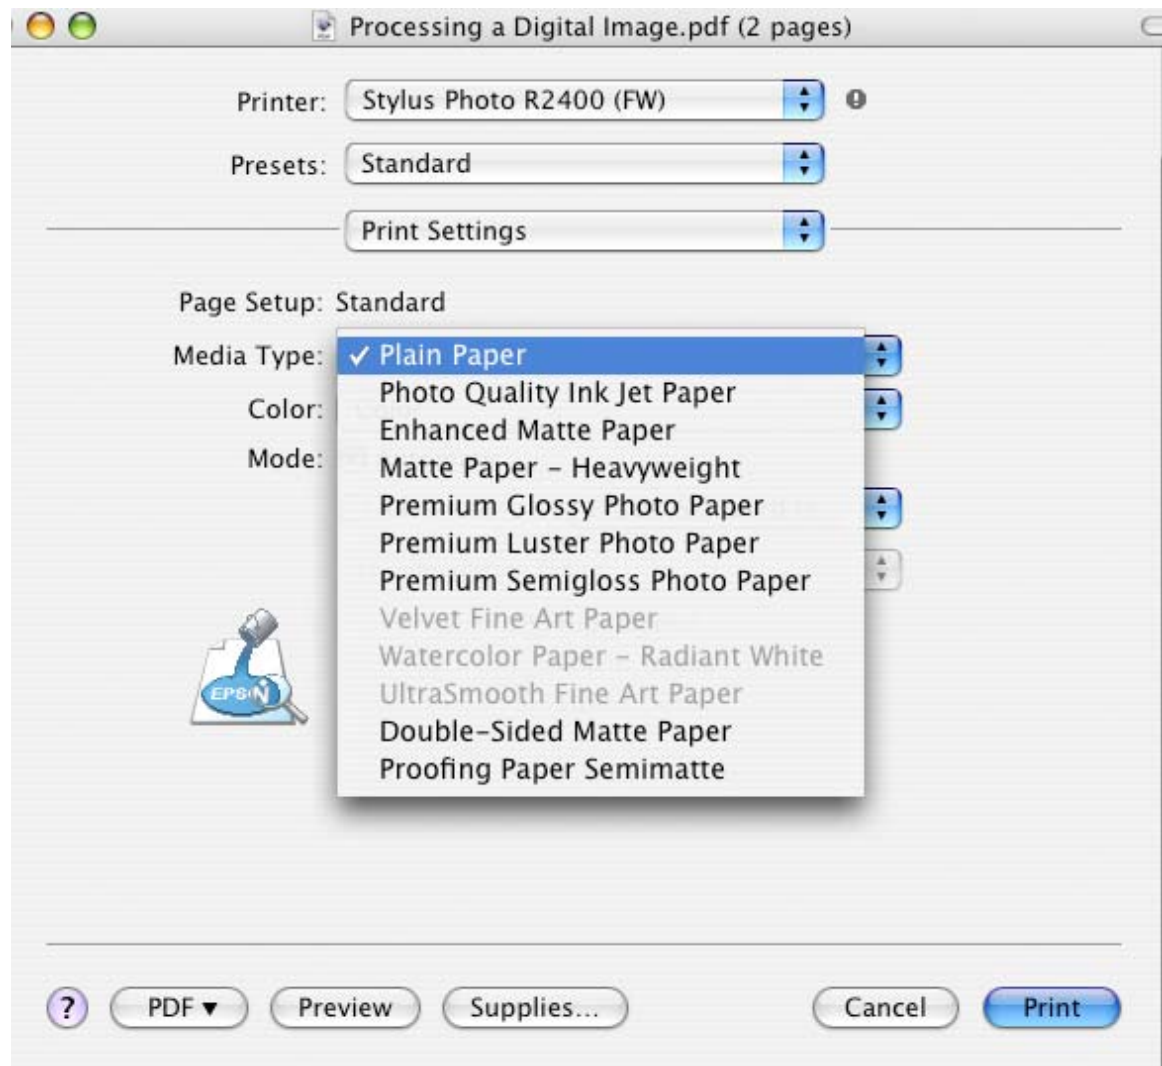 Processing a Digital Image.pdf (2 pages)
Printer: Stylus Photo R2400 (FW)
Presets: Standard
Print Settings
Page Setup: Standard
Media Type: ✓ Plain Paper
Photo Quality Ink Jet Paper
Color:
Enhanced Matte Paper
Mode:
Matte Paper – Heavyweight
Premium Glossy Photo Paper
Premium Luster Photo Paper
Premium Semigloss Photo Paper
Velvet Fine Art Paper
Watercolor Paper – Radiant White
UltraSmooth Fine Art Paper
EPSON
Double-Sided Matte Paper
Proofing Paper Semimatte
? PDF ▼ Preview Supplies... Cancel Print